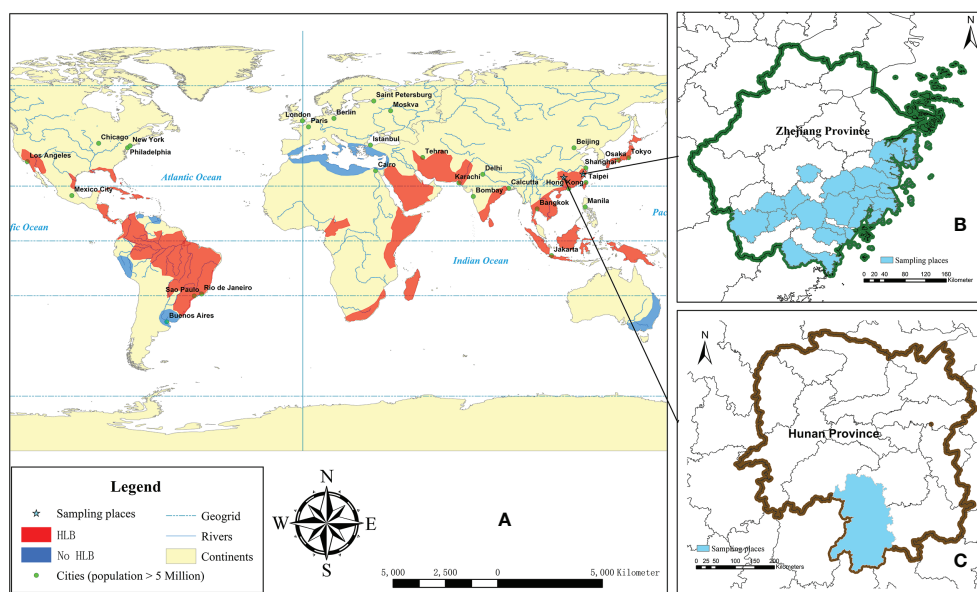 Saint Petersburg
Moskva
London
Berlin
Paris
Chicago
New York
Philadelphia
Istanbul
Beijing
Los Angeles
Tehran
Osaka
Tokyo
Shanghai
Cairo
Delhi
Atlantic Ocean
Karachi
Calcutta
Hong Kong
Taipei
Mexico City
Bombay
Bangkok
Manila
fic Ocean
Pac
Indian Ocean
Jakarta
Sao Paulo
Rio de Janeiro
Buenos Aires
Legend
Sampling places
HLB
No HLB
Cities (population > 5 Million)
Geogrid
Rivers
Continents
N
W
E
S
A
5,000
2,500
0
5,000 Kilometer
N
Zhejiang Province
B
Sampling places
0 20 40 80 120 160
Kilometer
N
Hunan Province
Sampling places
0 25 50 100 150 200
Kilometers
C